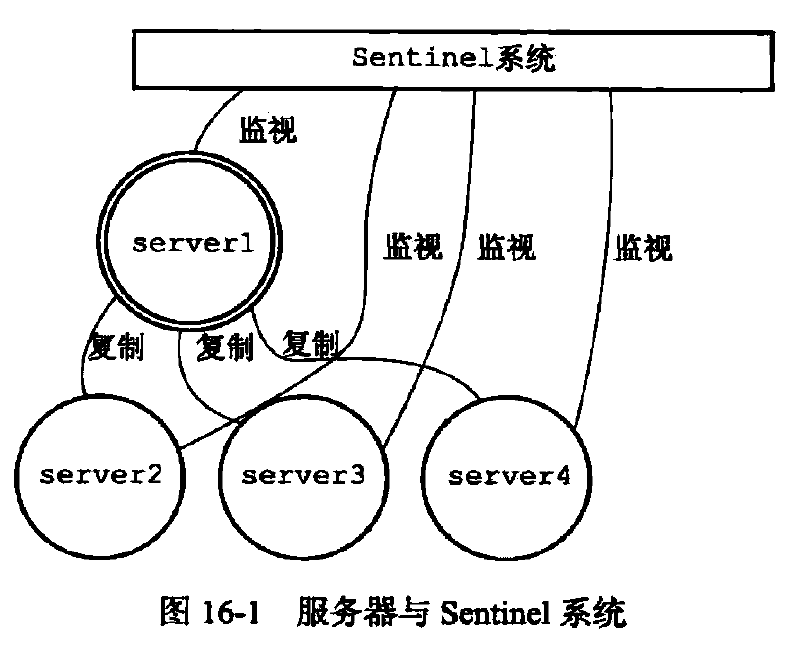 Sentinel系统
监视
server1
监视
监视
监视
复制
复制
复制
server2
server3
server4
图 16-1 服务器与 Sentinel 系统